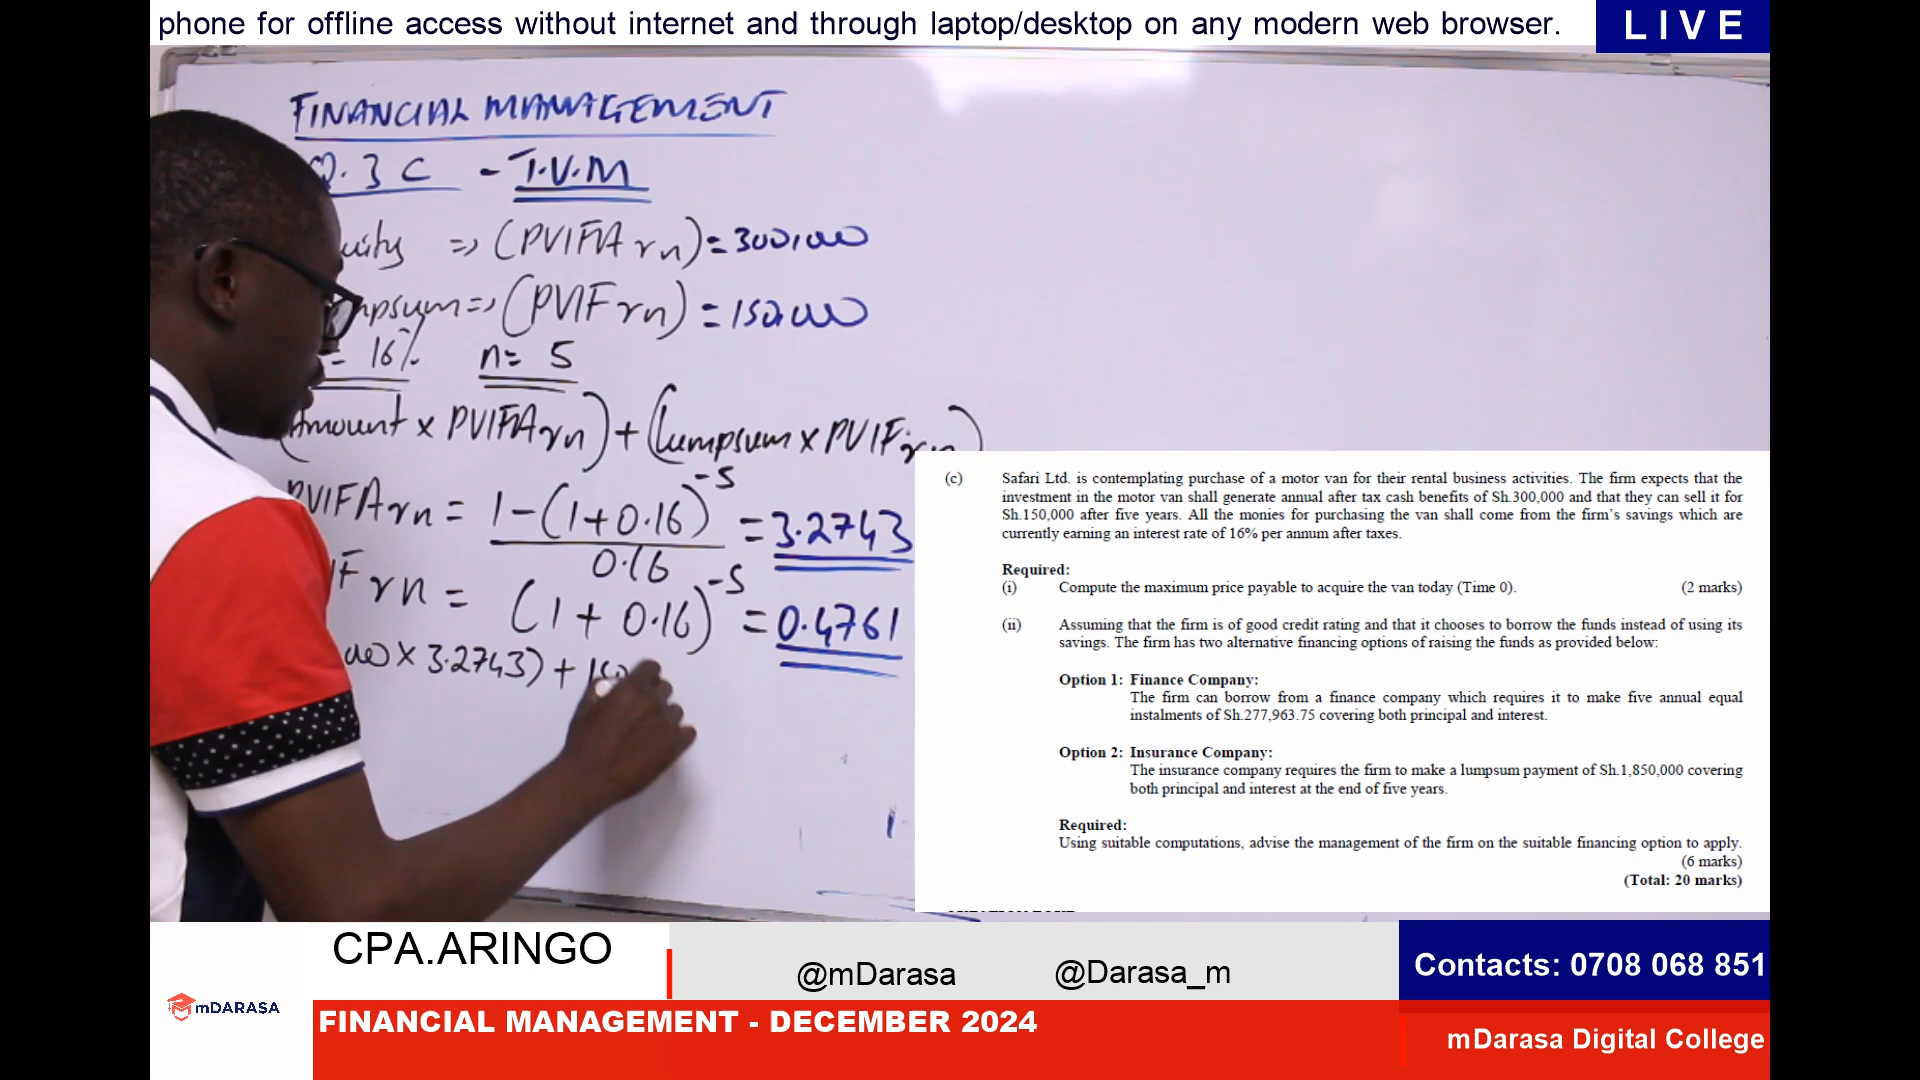 phone for offline access without internet and through laptop/desktop on any modern web browser.
LIVE
FINANCIAL MANAGEMENT
Q.3 C - T.V.M
=> (PVIFA r n) = 300,000
=> (PVIF r n) = 150,000
= 16% n= 5
(Amount x PVIFA r n) + (Lumpsum x PVIF r n)
PVIFA r n = 1-(1+0.16)^-5 / 0.16 = 3.2743
F r n = (1 + 0.16)^-5 = 0.4761
x 3.2743) +
(c) Safari Ltd. is contemplating purchase of a motor van for their rental business activities. The firm expects that the
investment in the motor van shall generate annual after tax cash benefits of Sh.300,000 and that they can sell it for
Sh.150,000 after five years. All the monies for purchasing the van shall come from the firm's savings which are
currently earning an interest rate of 16% per annum after taxes.
Required:
(i) Compute the maximum price payable to acquire the van today (Time 0). (2 marks)
(ii) Assuming that the firm is of good credit rating and that it chooses to borrow the funds instead of using its
savings. The firm has two alternative financing options of raising the funds as provided below:
Option 1: Finance Company:
The firm can borrow from a finance company which requires it to make five annual equal
instalments of Sh.277,963.75 covering both principal and interest.
Option 2: Insurance Company:
The insurance company requires the firm to make a lumpsum payment of Sh.1,850,000 covering
both principal and interest at the end of five years.
Required:
Using suitable computations, advise the management of the firm on the suitable financing option to apply.
(6 marks)
(Total: 20 marks)
CPA.ARINGO
@mDarasa
@Darasa_m
Contacts: 0708 068 851
mDARASA
FINANCIAL MANAGEMENT - DECEMBER 2024
mDarasa Digital College